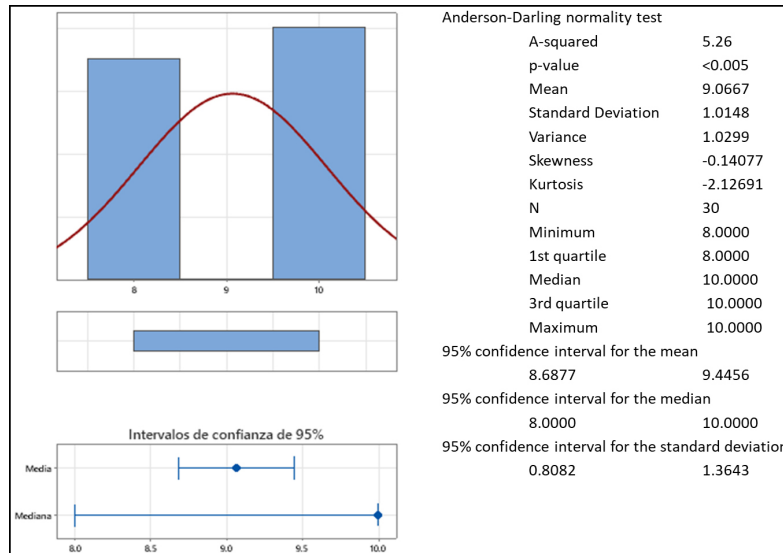 8 9 10
Intervalos de confianza de 95%
Media
Mediana
8.0 8.5 9.0 9.5 10.0
Anderson-Darling normality test
A-squared 5.26
p-value <0.005
Mean 9.0667
Standard Deviation 1.0148
Variance 1.0299
Skewness -0.14077
Kurtosis -2.12691
N 30
Minimum 8.0000
1st quartile 8.0000
Median 10.0000
3rd quartile 10.0000
Maximum 10.0000
95% confidence interval for the mean
8.6877 9.4456
95% confidence interval for the median
8.0000 10.0000
95% confidence interval for the standard deviation
0.8082 1.3643